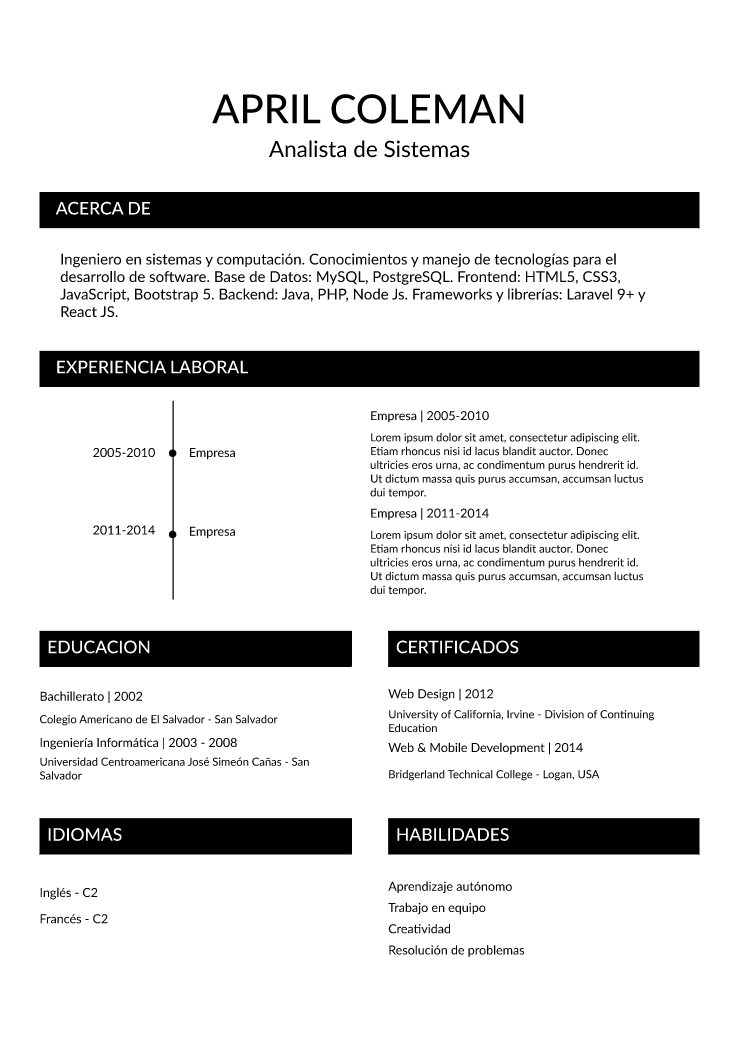 APRIL COLEMAN
Analista de Sistemas
ACERCA DE
Ingeniero en sistemas y computación. Conocimientos y manejo de tecnologías para el
desarrollo de software. Base de Datos: MySQL, PostgreSQL. Frontend: HTML5, CSS3,
JavaScript, Bootstrap 5. Backend: Java, PHP, Node Js. Frameworks y librerías: Laravel 9+ y
React JS.
EXPERIENCIA LABORAL
2005-2010 Empresa
2011-2014 Empresa
Empresa | 2005-2010
Lorem ipsum dolor sit amet, consectetur adipiscing elit.
Etiam rhoncus nisi id lacus blandit auctor. Donec
ultricies eros urna, ac condimentum purus hendrerit id.
Ut dictum massa quis purus accumsan, accumsan luctus
dui tempor.
Empresa | 2011-2014
Lorem ipsum dolor sit amet, consectetur adipiscing elit.
Etiam rhoncus nisi id lacus blandit auctor. Donec
ultricies eros urna, ac condimentum purus hendrerit id.
Ut dictum massa quis purus accumsan, accumsan luctus
dui tempor.
EDUCACION
Bachillerato | 2002
Colegio Americano de El Salvador - San Salvador
Ingeniería Informática | 2003 - 2008
Universidad Centroamericana José Simeón Cañas - San
Salvador
CERTIFICADOS
Web Design | 2012
University of California, Irvine - Division of Continuing
Education
Web & Mobile Development | 2014
Bridgerland Technical College - Logan, USA
IDIOMAS
Inglés - C2
Francés - C2
HABILIDADES
Aprendizaje autónomo
Trabajo en equipo
Creatividad
Resolución de problemas